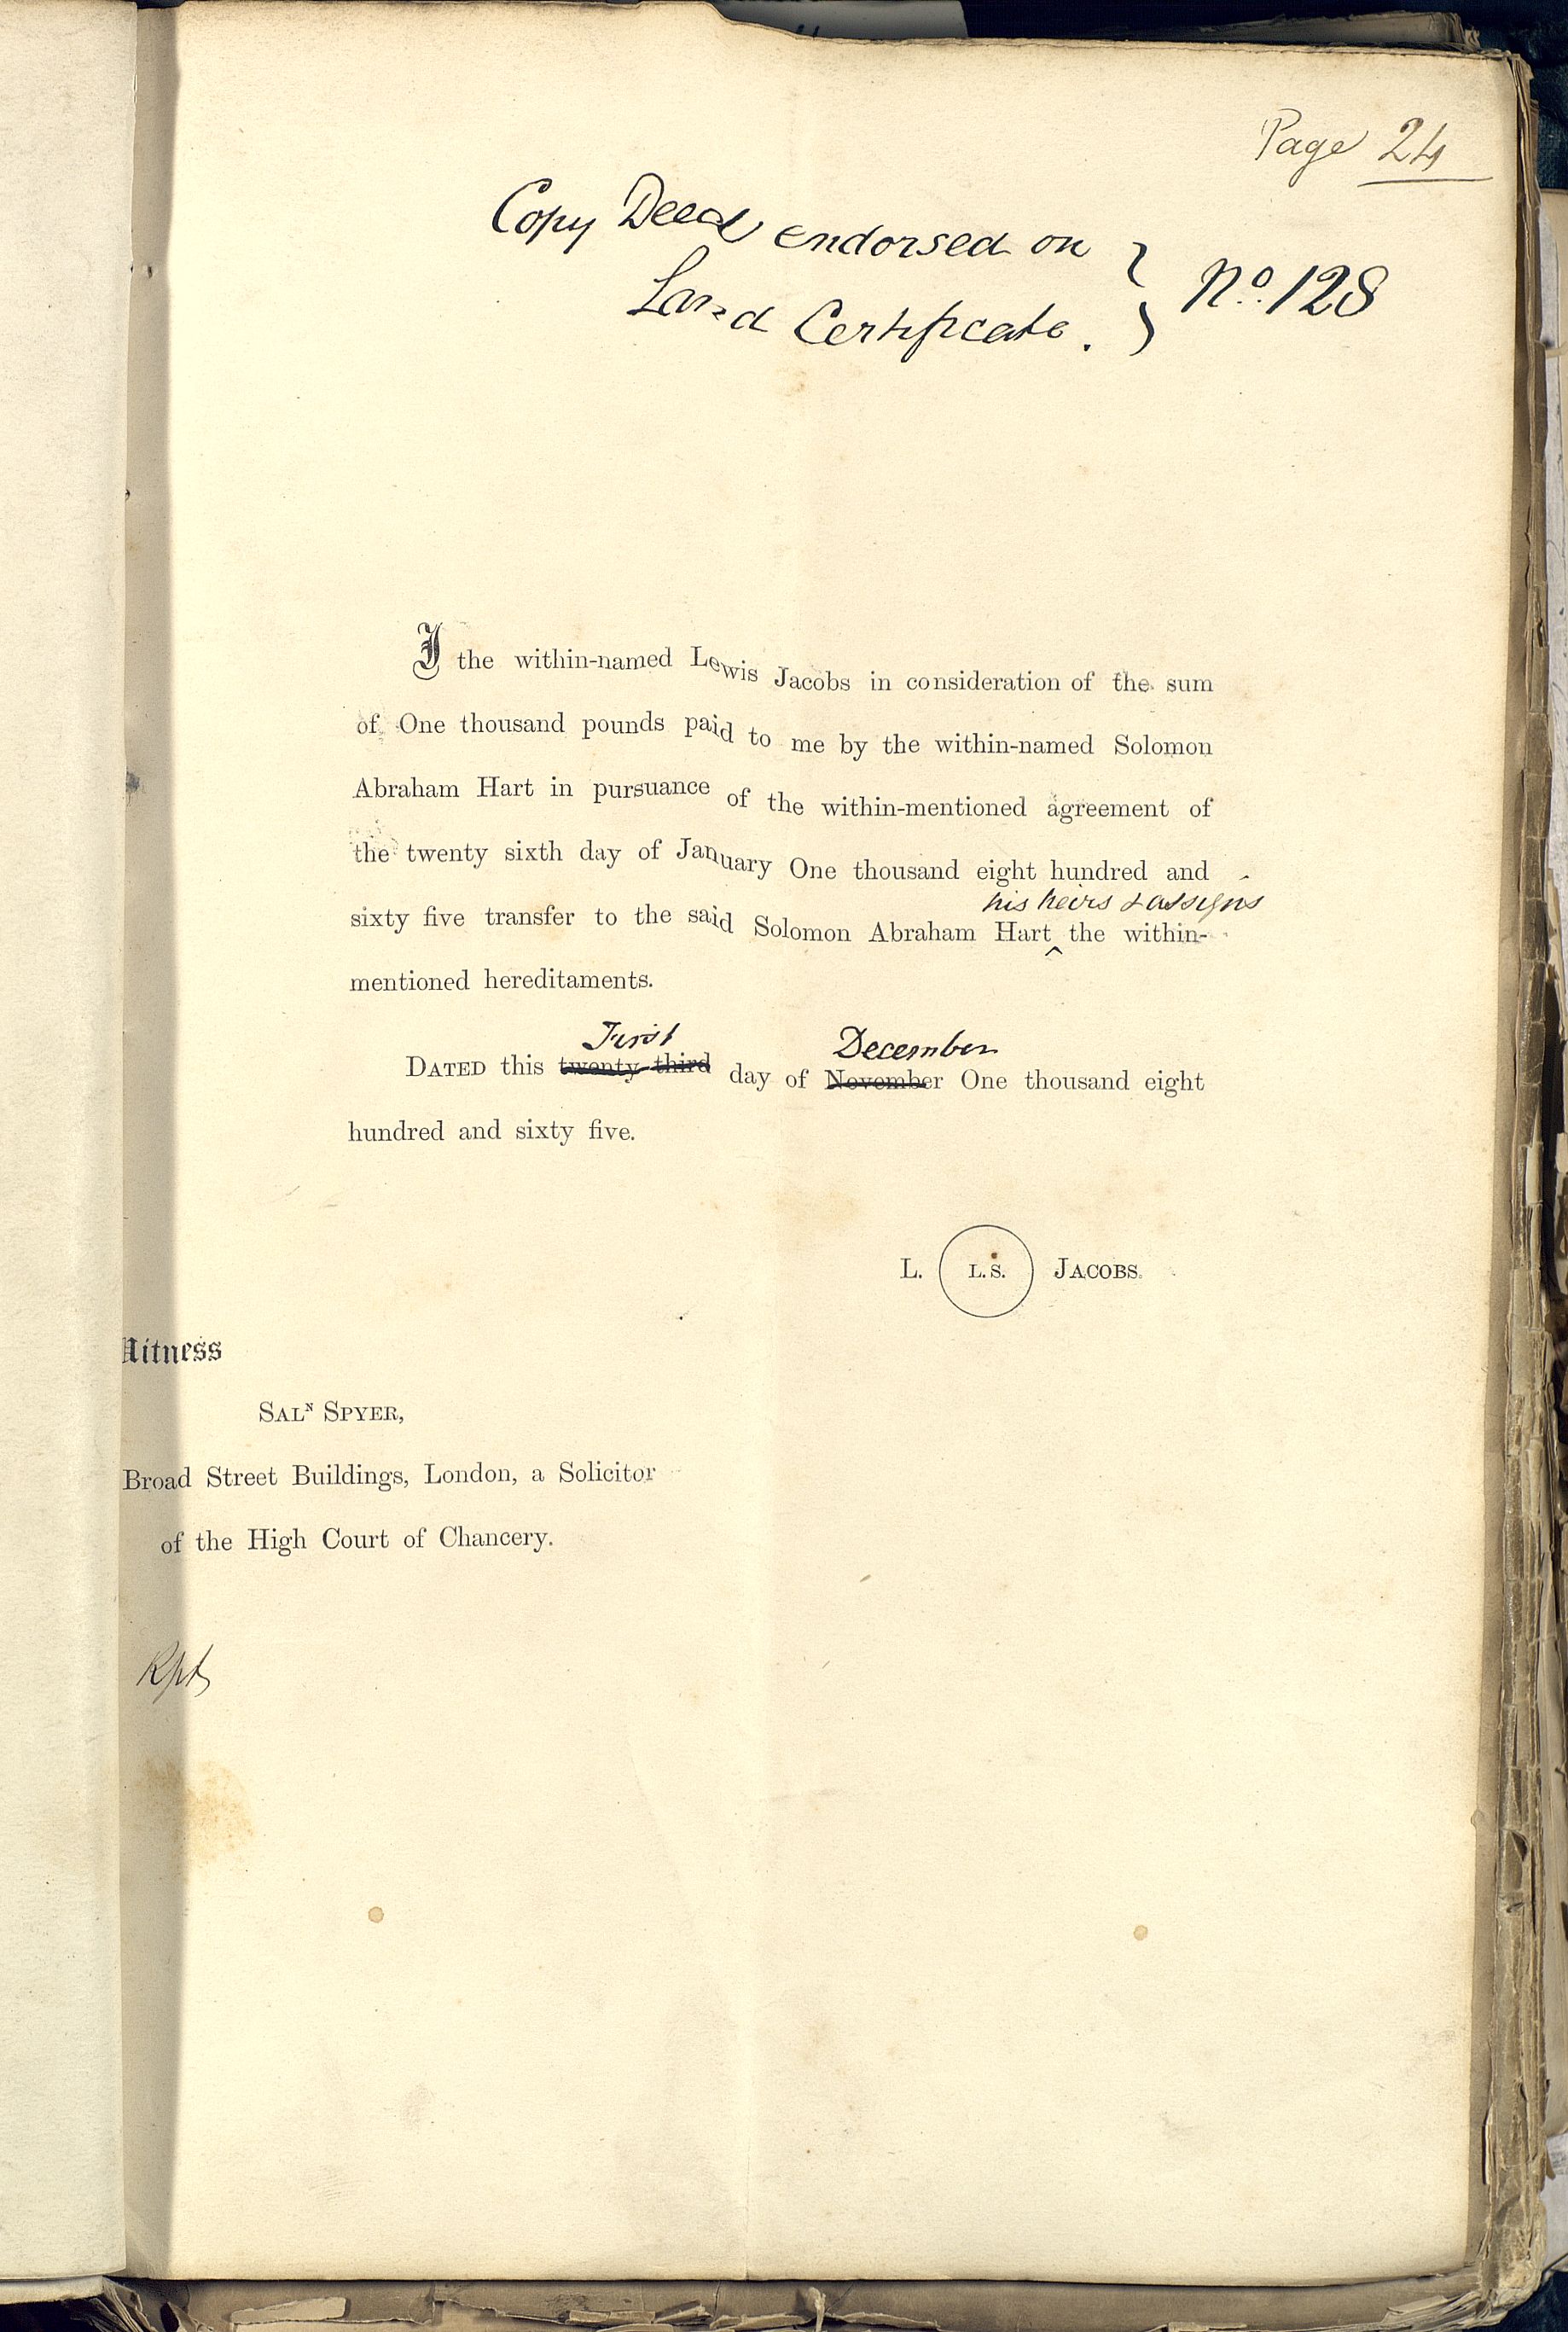 Page 24
Copy Deed endorsed on
Land Certificate. } No. 128
I the within-named Lewis Jacobs in consideration of the sum
of One thousand pounds paid to me by the within-named Solomon
Abraham Hart in pursuance of the within-mentioned agreement of
the twenty sixth day of January One thousand eight hundred and
his heirs & assigns
sixty five transfer to the said Solomon Abraham Hart ^ the within-
mentioned hereditaments.
First December
DATED this twenty third day of November One thousand eight
hundred and sixty five.
L. L.S. JACOBS.
Witness
SALN SPYER,
Broad Street Buildings, London, a Solicitor
of the High Court of Chancery.